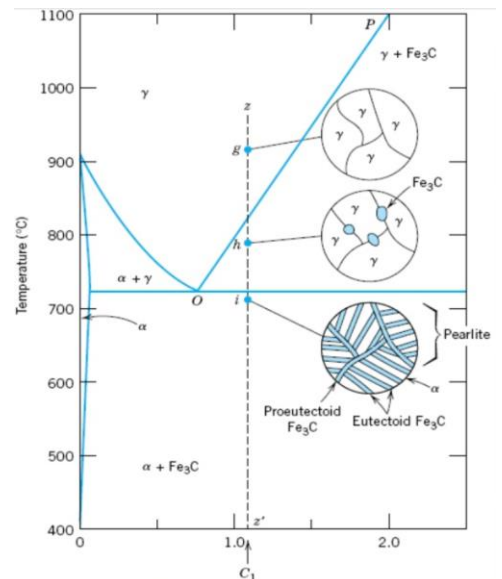 1100
P
γ + Fe₃C
1000
γ
z
g
γ
γ
γ
γ
900
Fe₃C
Temperature (°C)
800
h
γ
γ
γ
γ
α + γ
O
i
700
α
Pearlite
600
α
Proeutectoid
Fe₃C
Eutectoid Fe₃C
500
α + Fe₃C
z'
400
0
1.0
2.0
C₁